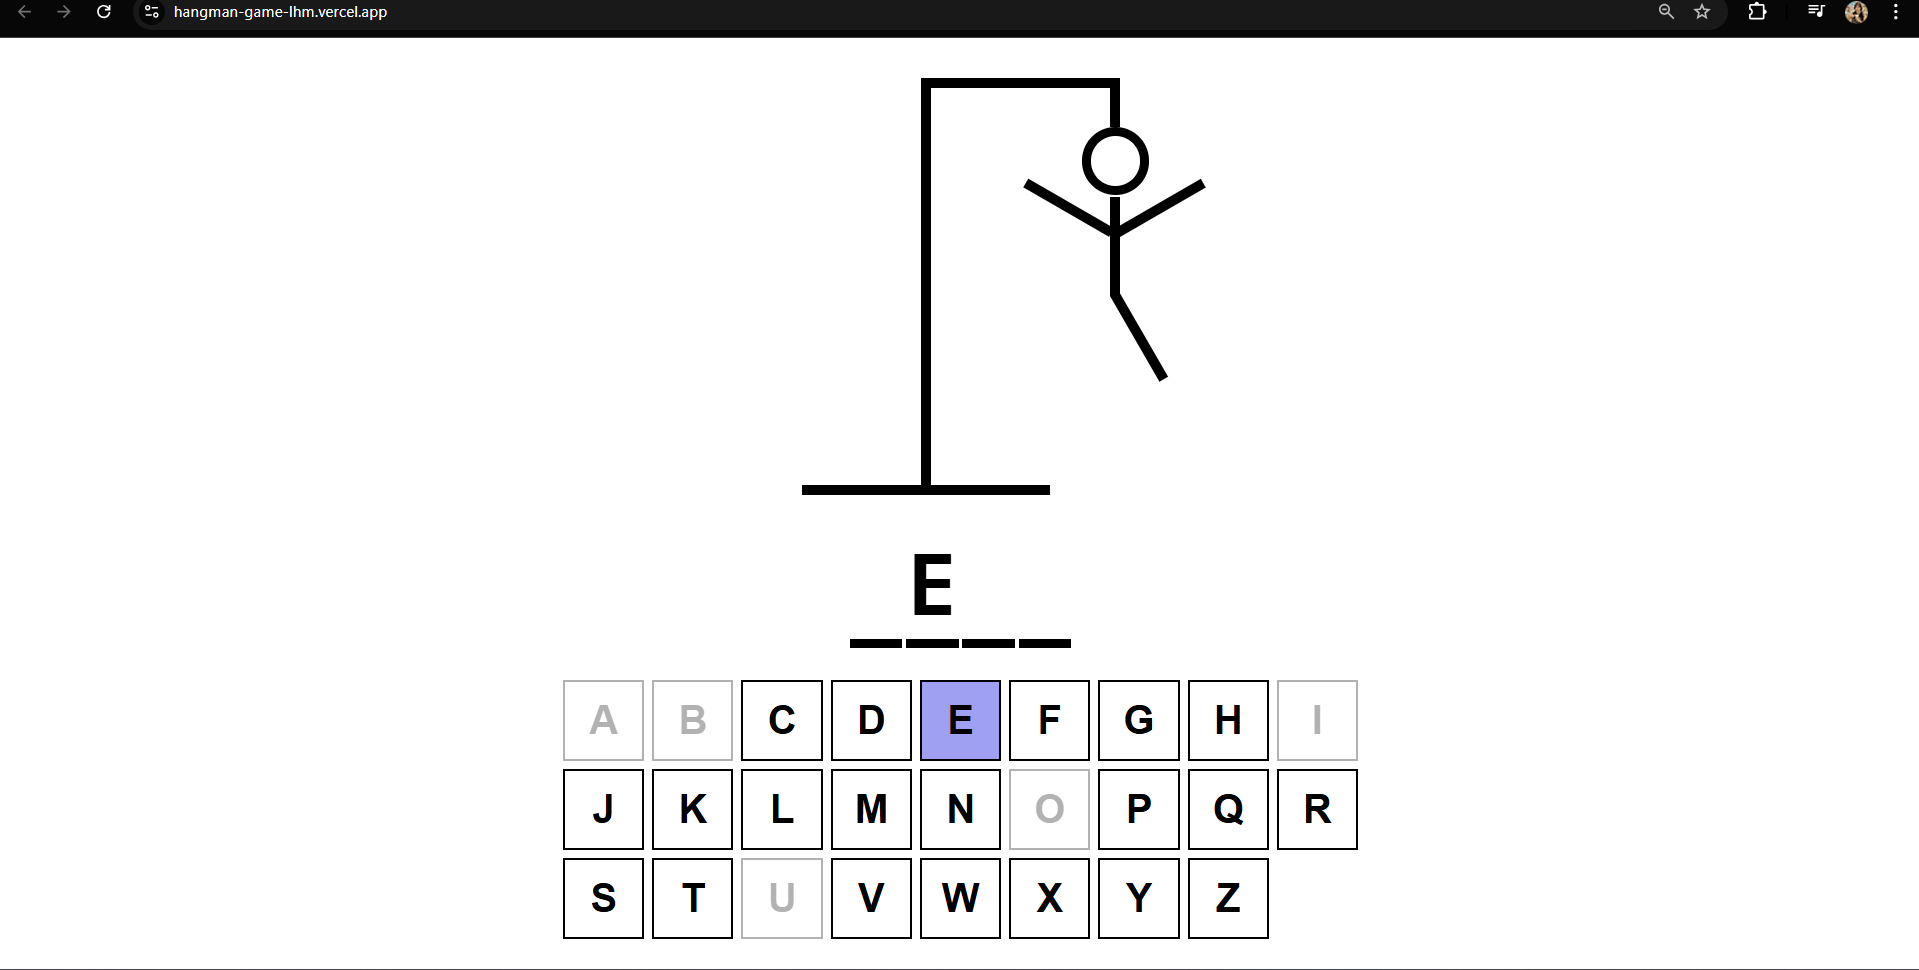 hangman-game-lhm.vercel.app
E
A B C D E F G H I
J K L M N O P Q R
S T U V W X Y Z